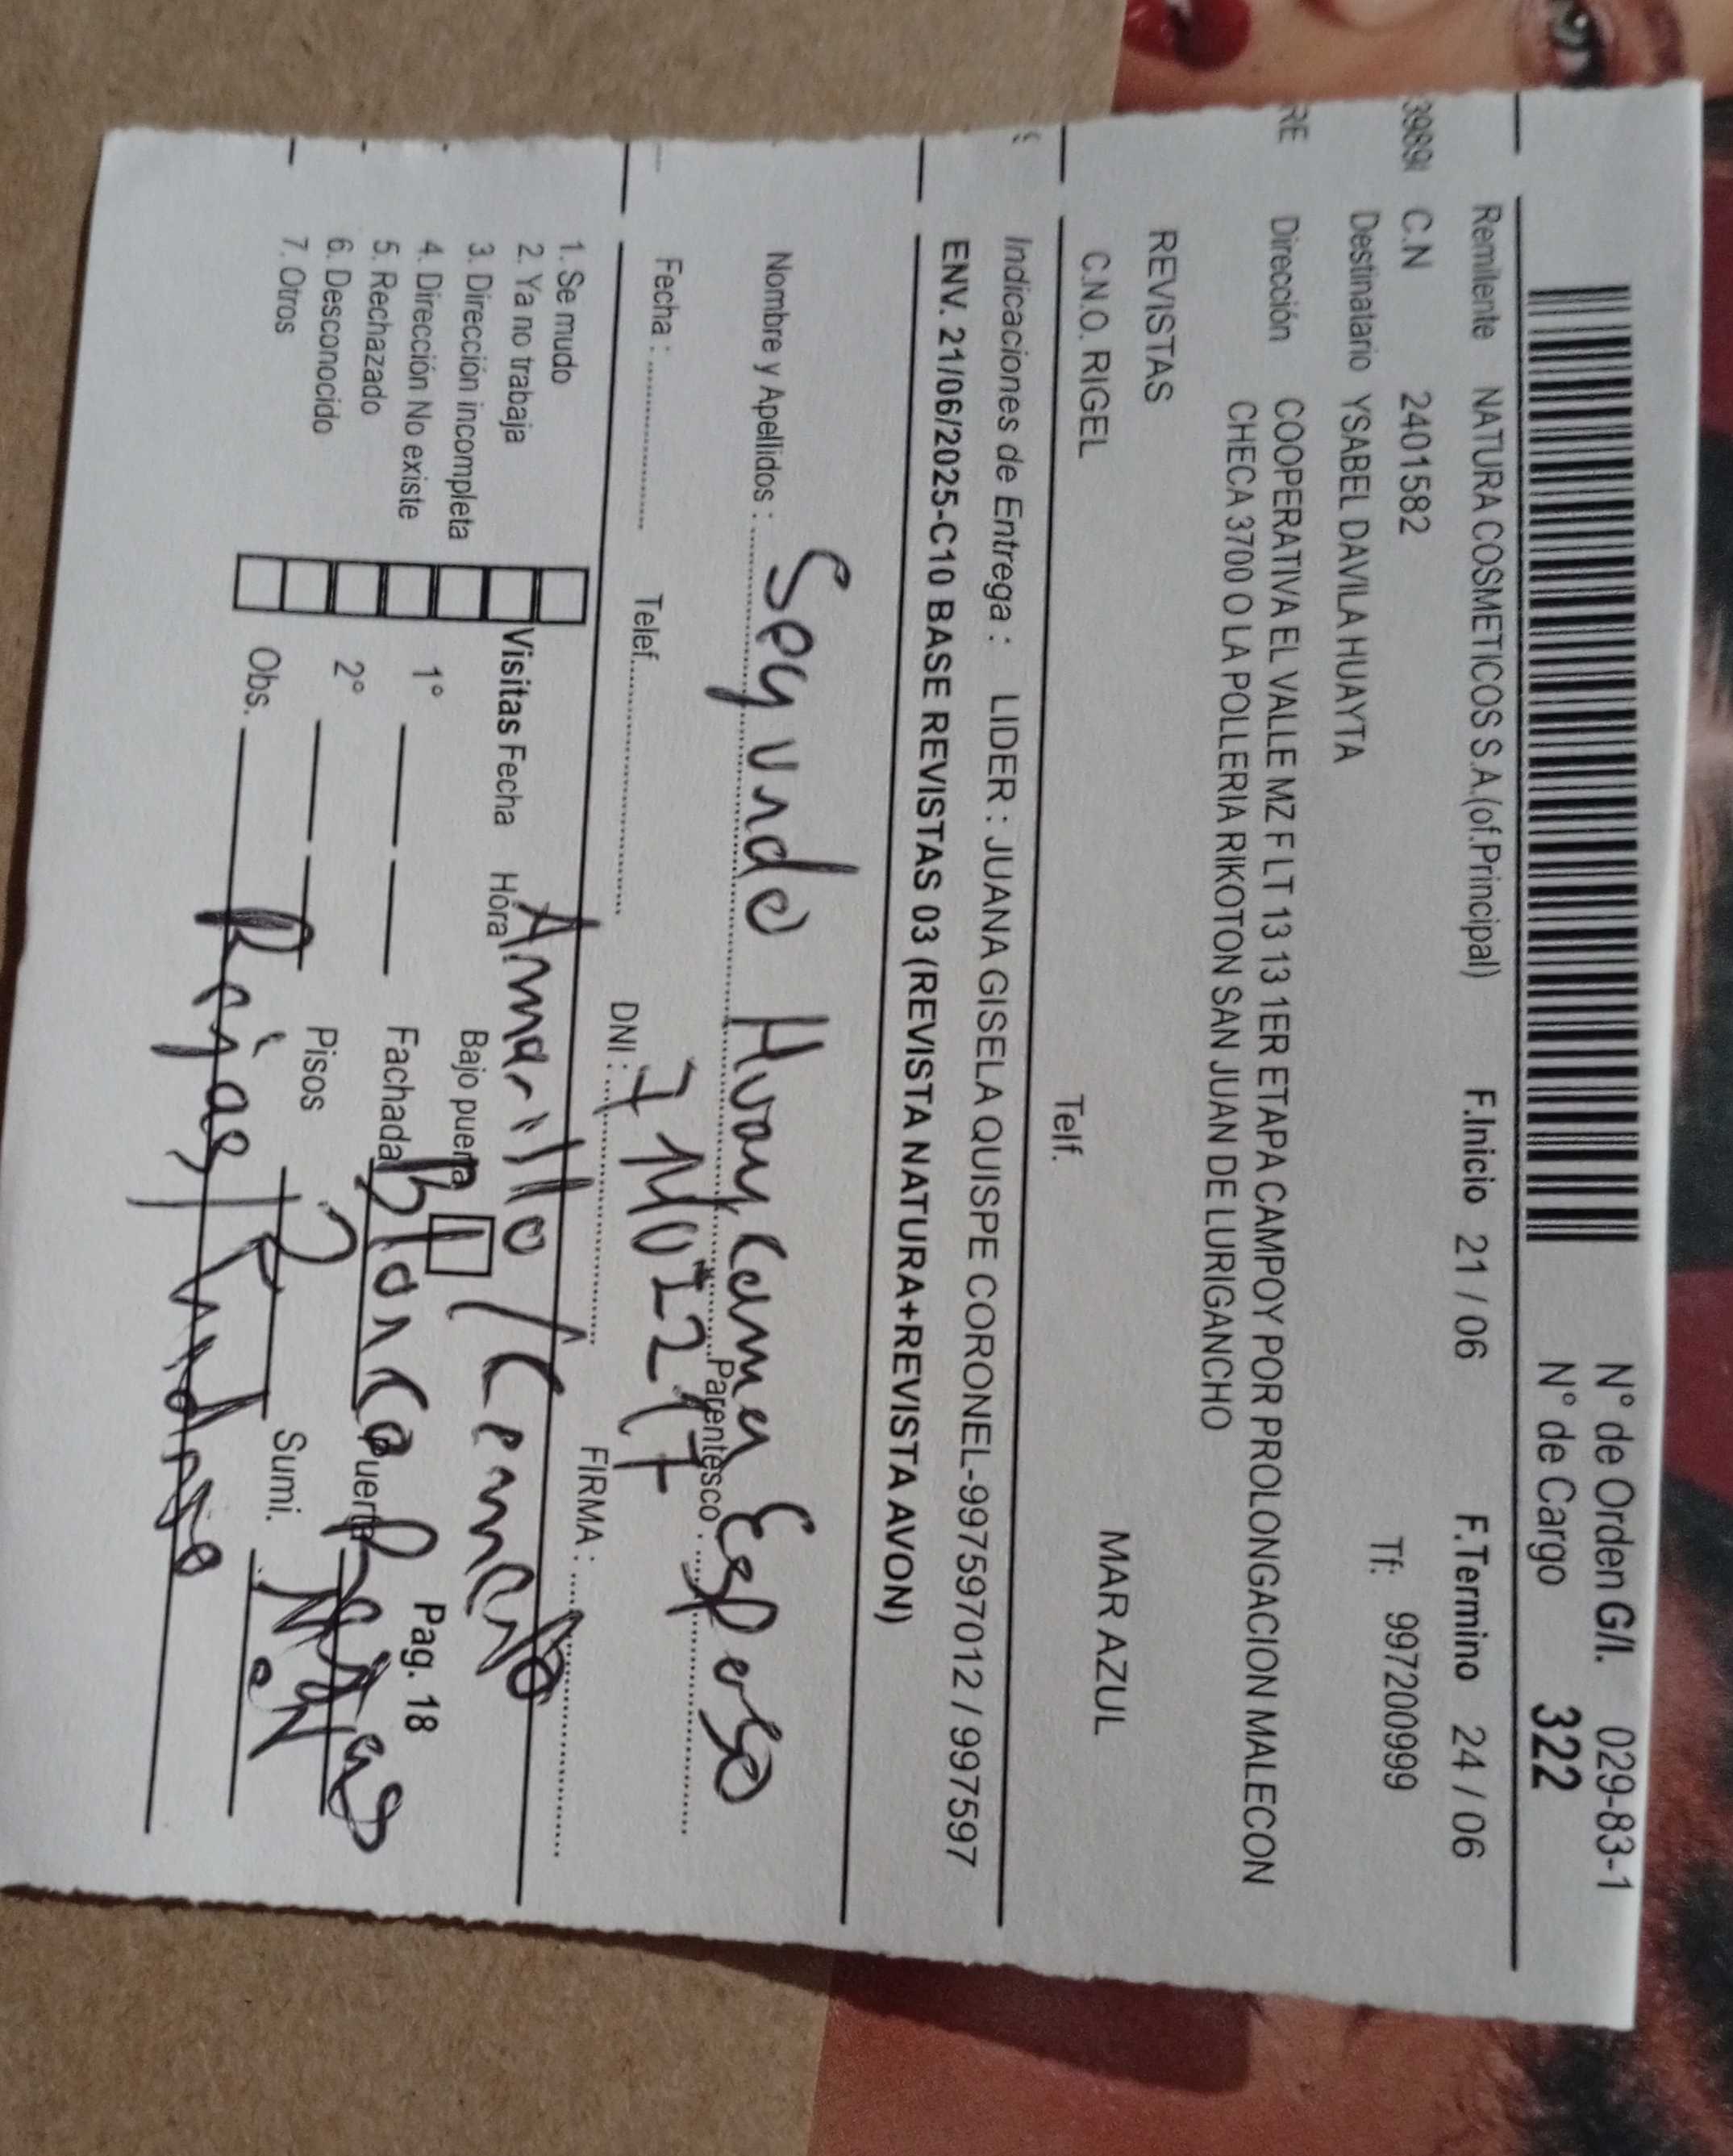 N° de Orden G/I. 029-83-1
N° de Cargo 322
Remitente NATURA COSMETICOS S.A.(of.Principal) F.Inicio 21 / 06 F.Termino 24 / 06
C.N 2401582 Tf: 997200999
Destinatario YSABEL DAVILA HUAYTA
RE Dirección COOPERATIVA EL VALLE MZ F LT 13 13 1ER ETAPA CAMPOY POR PROLONGACION MALECON
CHECA 3700 O LA POLLERIA RIKOTON SAN JUAN DE LURIGANCHO
REVISTAS
C.N.O. RIGEL Telf. MAR AZUL
Indicaciones de Entrega : LIDER : JUANA GISELA QUISPE CORONEL-997597012 / 997597
ENV. 21/06/2025-C10 BASE REVISTAS 03 (REVISTA NATURA+REVISTA AVON)
Nombre y Apellidos : Segundo Huaycamey Esposo
Parentesco :
Fecha : Telef. DNI : FIRMA :
1. Se mudo
2. Ya no trabaja
3. Dirección incompleta
4. Dirección No existe
5. Rechazado
6. Desconocido
7. Otros
Visitas Fecha Hora Amarillo / Cemento
Bajo puerta
1° Fachada Blanco Puerta Pag. 18
2° Pisos 2 Sumi.
Obs. Rejas